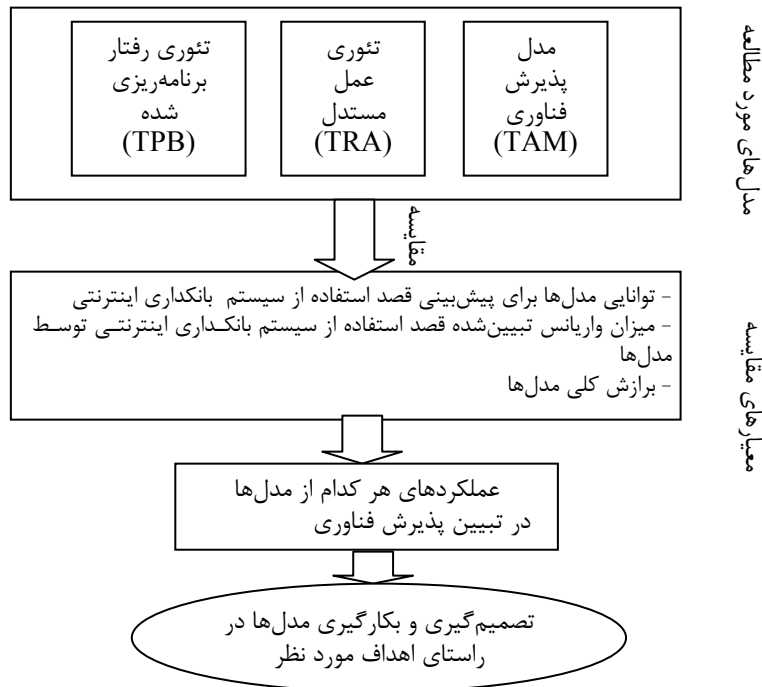 مدل
پذیرش
فناوری
(TAM)
تئوری
عمل
مستدل
(TRA)
تئوری رفتار
برنامه‌ریزی
شده
(TPB)
مدل‌های مورد مطالعه
مقایسه
- توانایی مدل‌ها برای پیش‌بینی قصد استفاده از سیستم بانکداری اینترنتی
- میزان واریانس تبیین‌شده قصد استفاده از سیستم بانکـداری اینترنتـی توسـط
مدل‌ها
- برازش کلی مدل‌ها
معیارهای مقایسه
عملکردهای هر کدام از مدل‌ها
در تبیین پذیرش فناوری
تصمیم‌گیری و بکارگیری مدل‌ها در
راستای اهداف مورد نظر